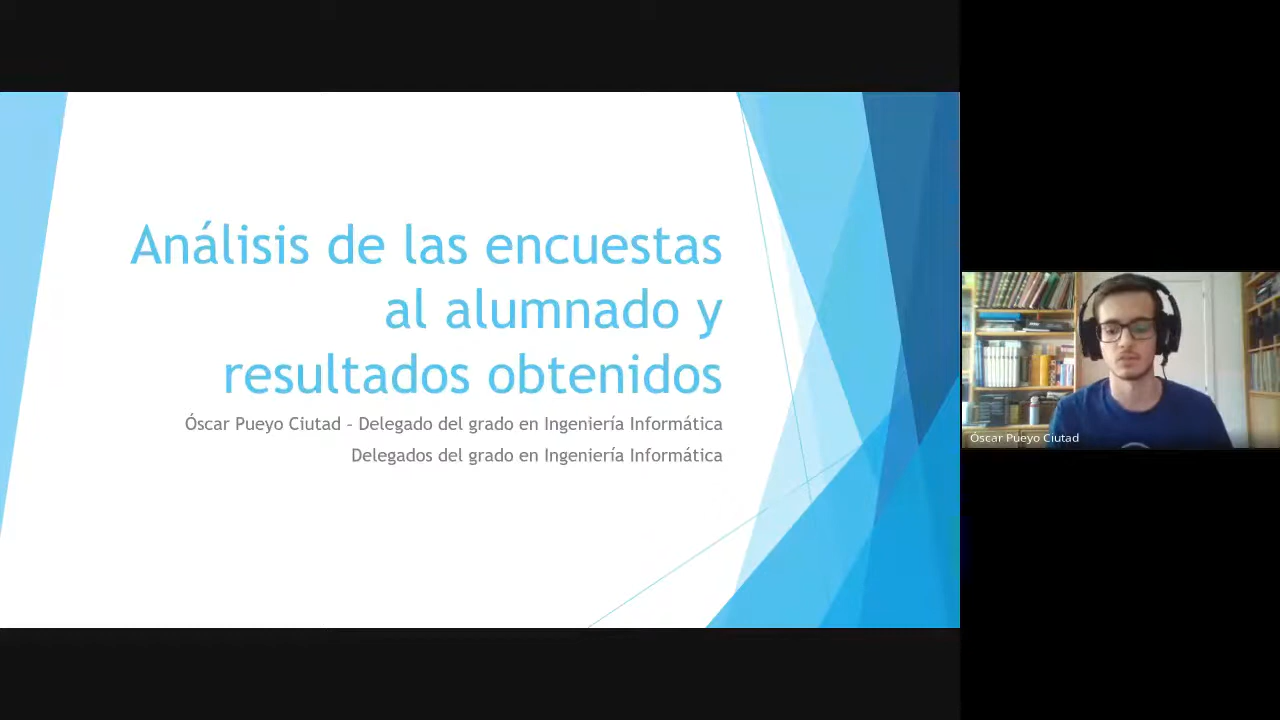 Análisis de las encuestas
al alumnado y
resultados obtenidos
Óscar Pueyo Ciutad – Delegado del grado en Ingeniería Informática
Delegados del grado en Ingeniería Informática
Óscar Pueyo Ciutad